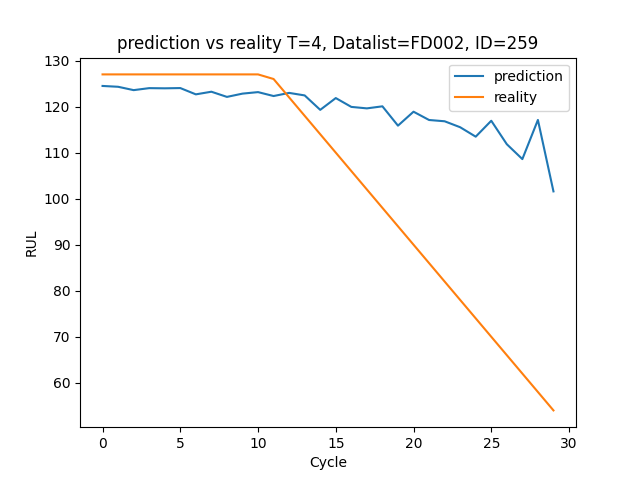 prediction vs reality T=4, Datalist=FD002, ID=259
prediction
reality
130
120
110
100
90
80
70
60
RUL
0 5 10 15 20 25 30
Cycle